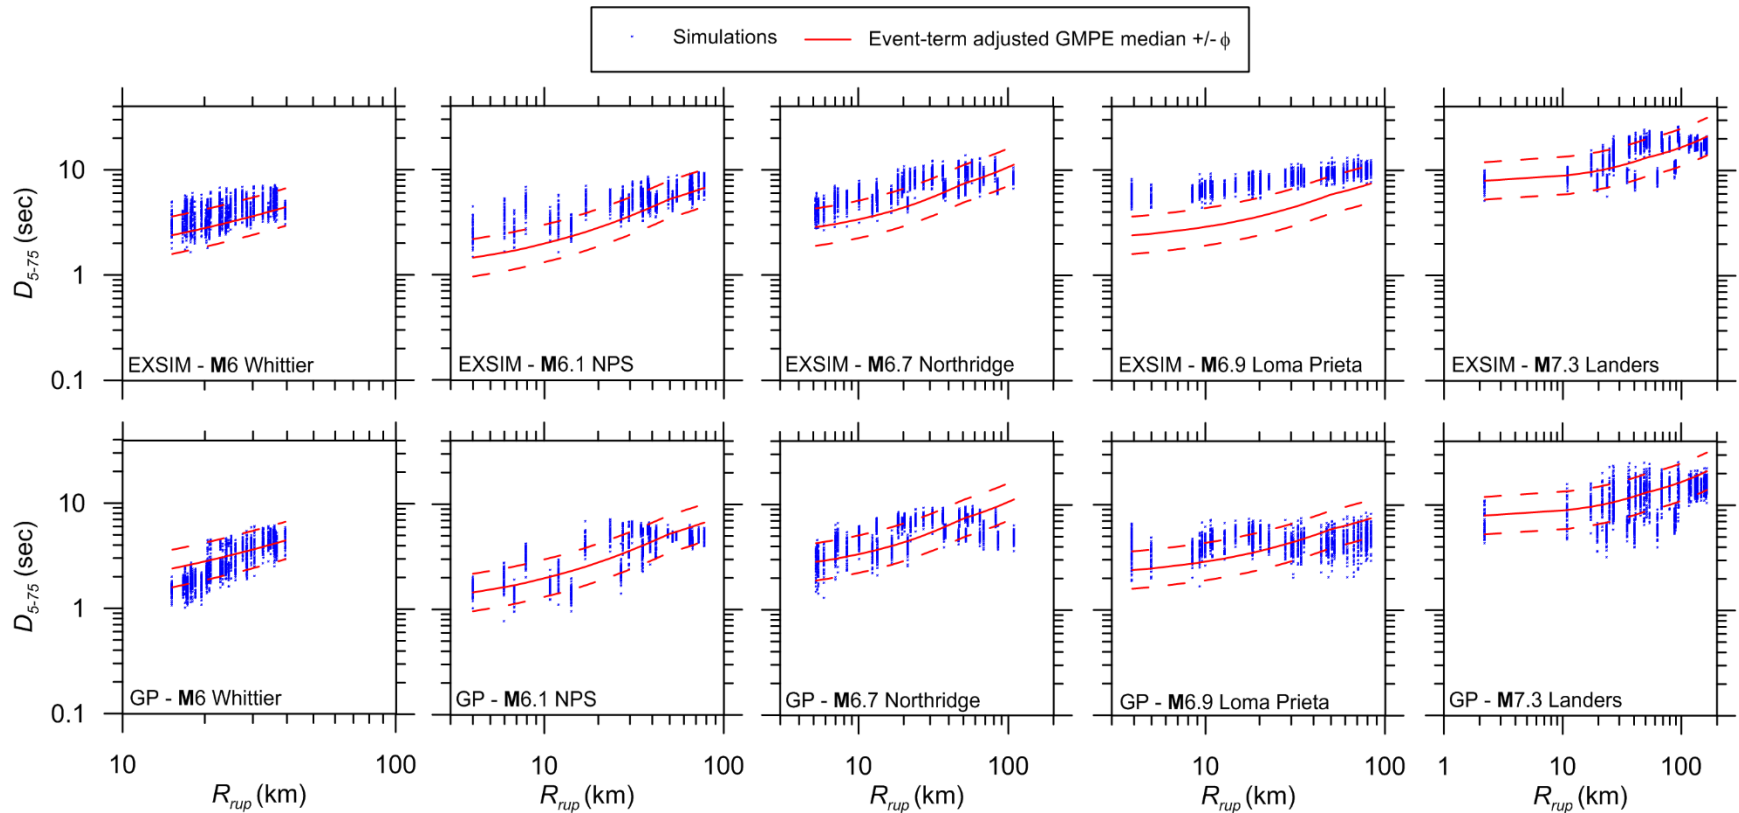 Simulations Event-term adjusted GMPE median +/- ϕ
10
1
0.1
D5-75 (sec)
EXSIM - M6 Whittier
EXSIM - M6.1 NPS
EXSIM - M6.7 Northridge
EXSIM - M6.9 Loma Prieta
EXSIM - M7.3 Landers
10
1
0.1
D5-75 (sec)
GP - M6 Whittier
GP - M6.1 NPS
GP - M6.7 Northridge
GP - M6.9 Loma Prieta
GP - M7.3 Landers
10 100
10 100
10 100
10 100
1 10 100
Rrup (km)
Rrup (km)
Rrup (km)
Rrup (km)
Rrup (km)